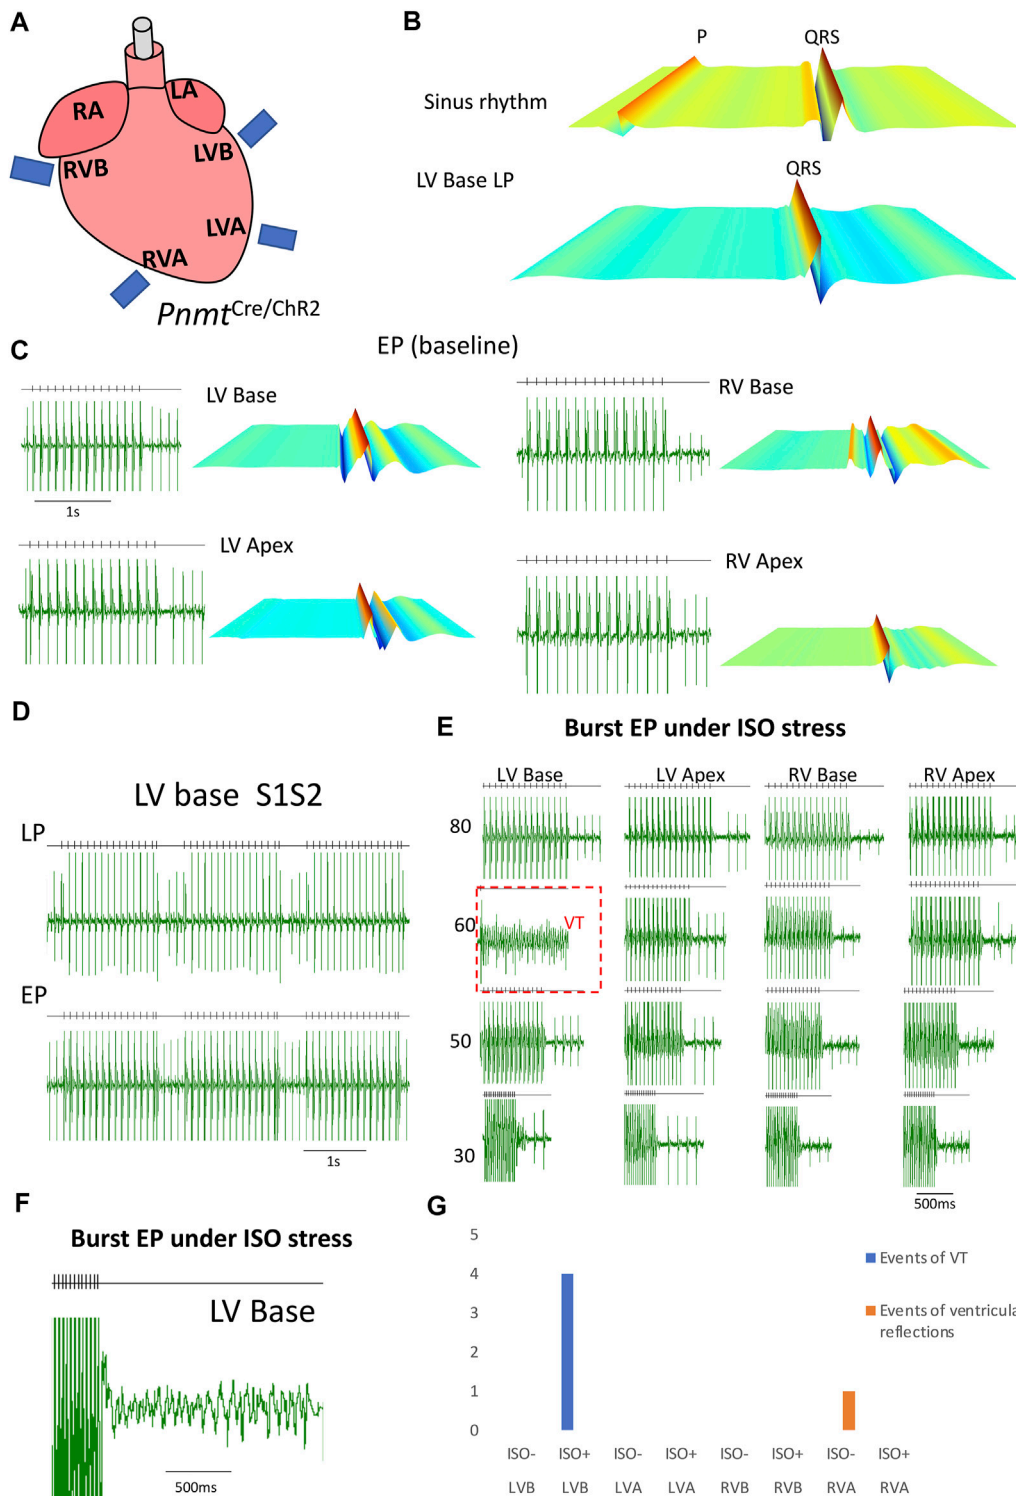 A
RA
LA
RVB
LVB
LVA
RVA
Pnmt^Cre/ChR2
B
P
QRS
Sinus rhythm
LV Base LP
QRS
C
EP (baseline)
LV Base
1s
RV Base
LV Apex
RV Apex
D
LV base S1S2
LP
EP
1s
E
Burst EP under ISO stress
LV Base LV Apex RV Base RV Apex
80
60
VT
50
30
500ms
F
Burst EP under ISO stress
LV Base
500ms
G
5
4
3
2
1
0
Events of VT
Events of ventricula
reflections
ISO- ISO+ ISO- ISO+ ISO- ISO+ ISO- ISO+
LVB LVB LVA LVA RVB RVB RVA RVA